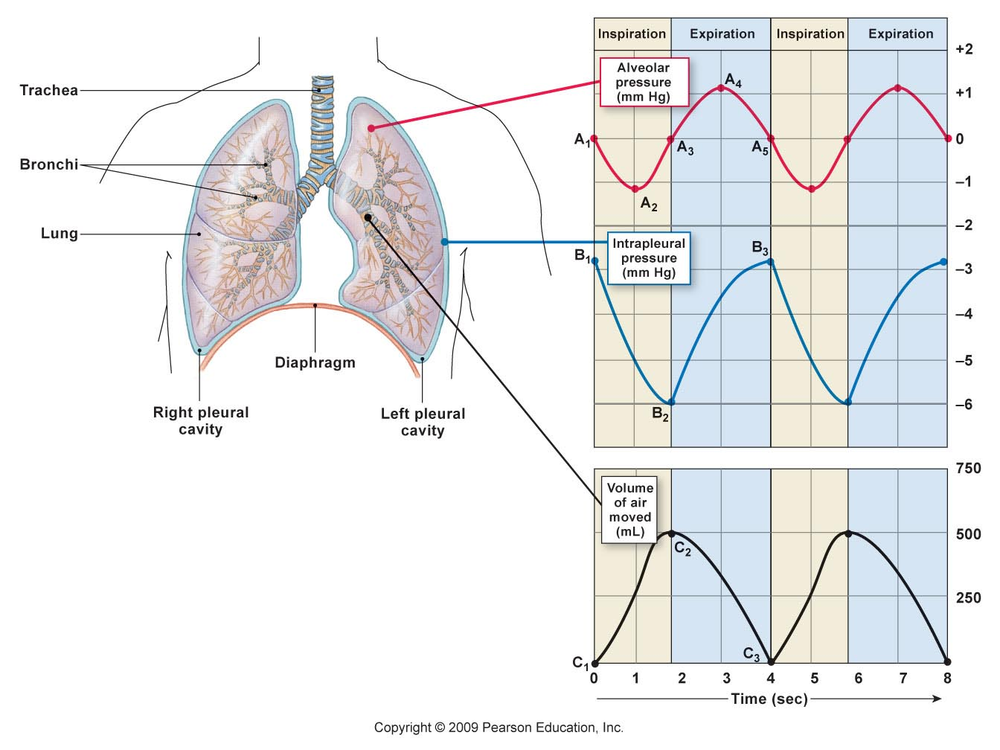 Trachea
Bronchi
Lung
Diaphragm
Right pleural
cavity
Left pleural
cavity
Inspiration
Expiration
Inspiration
Expiration
Alveolar
pressure
(mm Hg)
A1
A2
A3
A4
A5
+2
+1
0
–1
–2
–3
–4
–5
–6
Intrapleural
pressure
(mm Hg)
B1
B2
B3
Volume
of air
moved
(mL)
C1
C2
C3
750
500
250
0 1 2 3 4 5 6 7 8
Time (sec)
Copyright © 2009 Pearson Education, Inc.